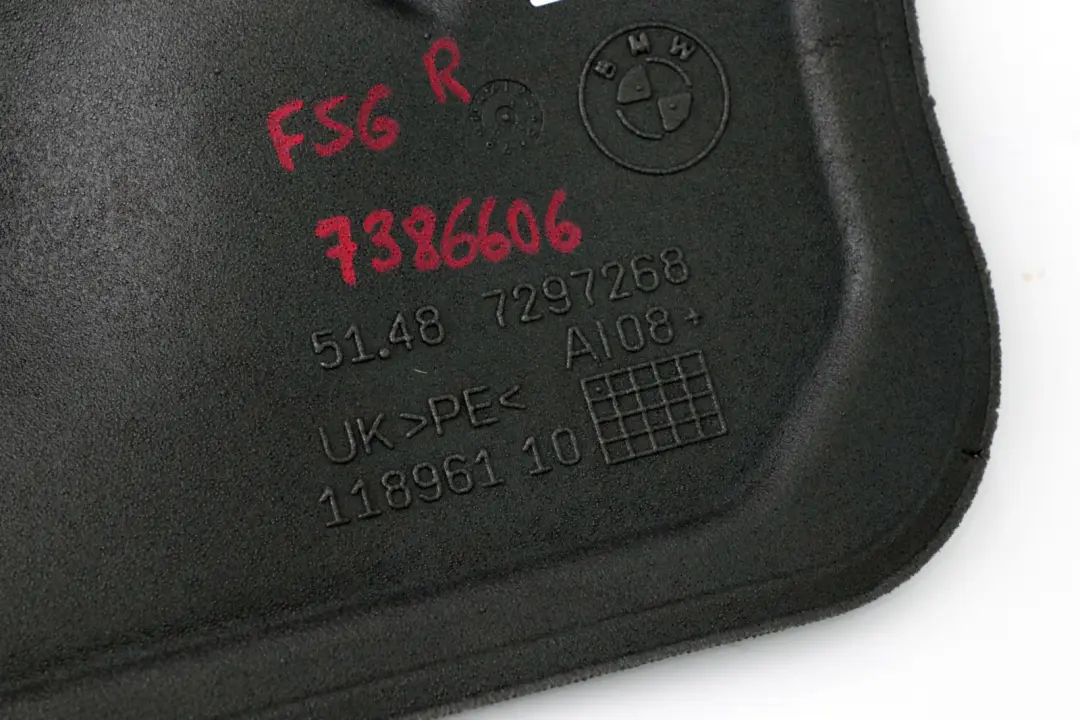 BMW
F56 R
7386606
51.48 7297268
AI08+
UK >PE<
118961 10